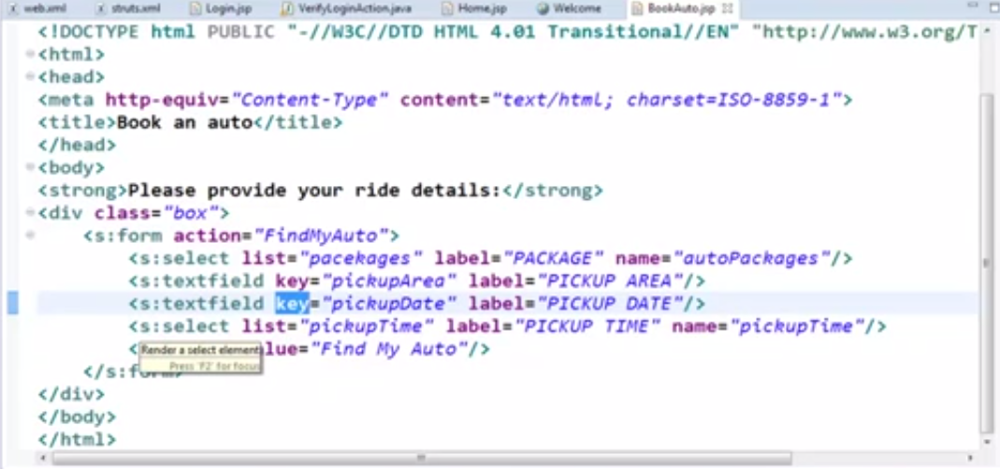 web.xml struts.xml Login.jsp VerifyLoginAction.java Home.jsp Welcome BookAuto.jsp
<!DOCTYPE html PUBLIC "-//W3C//DTD HTML 4.01 Transitional//EN" "http://www.w3.org/T
<html>
<head>
<meta http-equiv="Content-Type" content="text/html; charset=ISO-8859-1">
<title>Book an auto</title>
</head>
<body>
<strong>Please provide your ride details:</strong>
<div class="box">
<s:form action="FindMyAuto">
<s:select list="pacekages" label="PACKAGE" name="autoPackages"/>
<s:textfield key="pickupArea" label="PICKUP AREA"/>
<s:textfield key="pickupDate" label="PICKUP DATE"/>
<s:select list="pickupTime" label="PICKUP TIME" name="pickupTime"/>
< Render a select element lue="Find My Auto"/>
Press 'F2' for focus
</s:form>
</div>
</body>
</html>